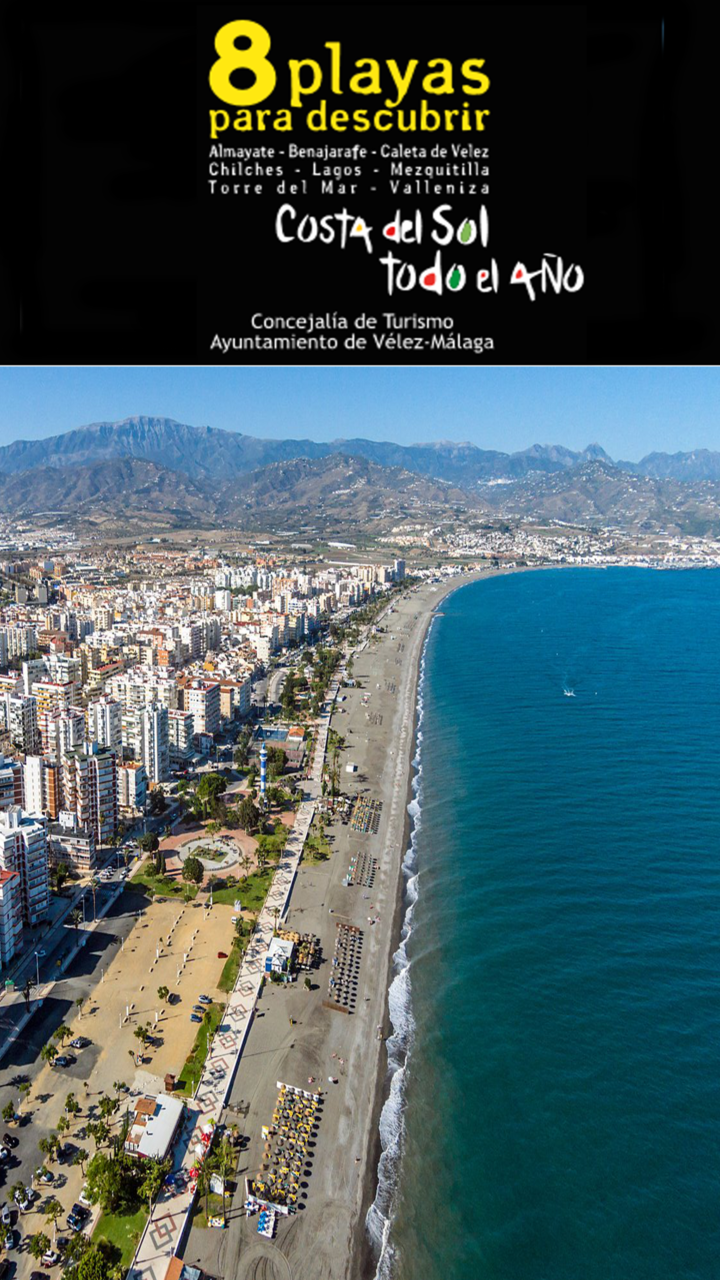 8 playas
para descubrir
Almayate - Benajarafe - Caleta de Velez
Chilches - Lagos - Mezquitilla
Torre del Mar - Valleniza
Costa del Sol
todo el Año
Concejalía de Turismo
Ayuntamiento de Vélez-Málaga